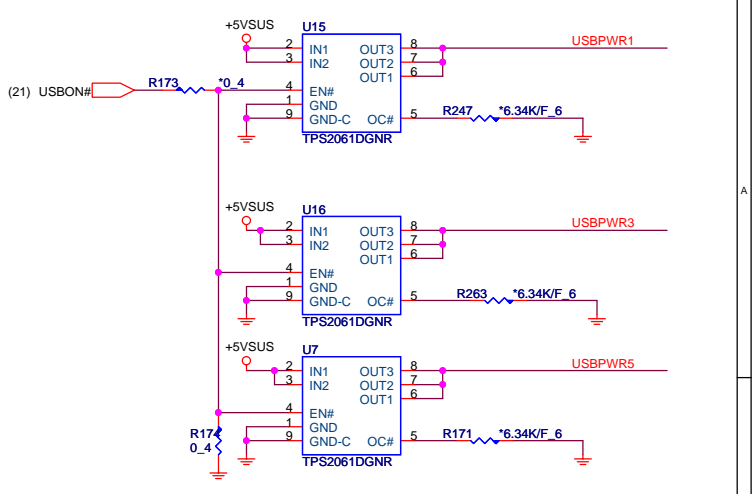 +5VSUS
U15
2 IN1 OUT3 8 USBPWR1
3 IN2 OUT2 7
OUT1 6
(21) USBON# R173 *0_4 4 EN#
1 GND
9 GND-C OC# 5 R247 *6.34K/F_6
TPS2061DGNR
A
+5VSUS
U16
2 IN1 OUT3 8 USBPWR3
3 IN2 OUT2 7
OUT1 6
4 EN#
1 GND
9 GND-C OC# 5 R263 *6.34K/F_6
TPS2061DGNR
+5VSUS
U7
2 IN1 OUT3 8 USBPWR5
3 IN2 OUT2 7
OUT1 6
4 EN#
1 GND
R174
0_4
9 GND-C OC# 5 R171 *6.34K/F_6
TPS2061DGNR